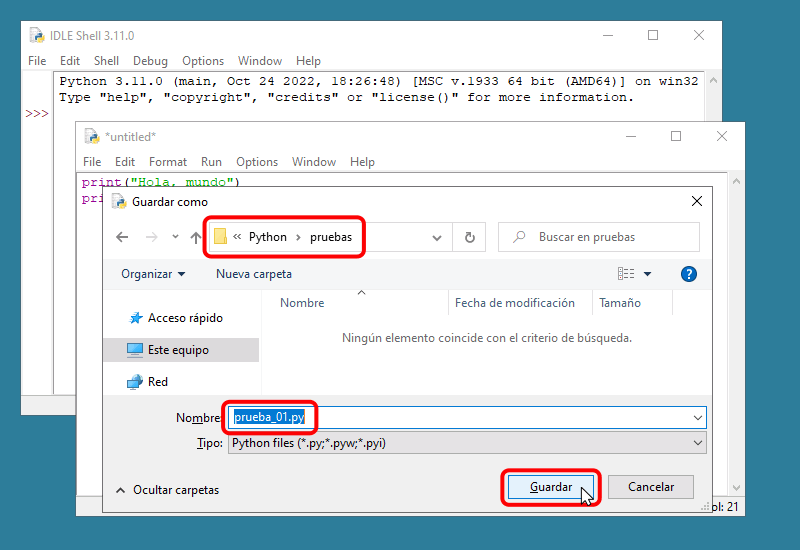 IDLE Shell 3.11.0
File Edit Shell Debug Options Window Help
Python 3.11.0 (main, Oct 24 2022, 18:26:48) [MSC v.1933 64 bit (AMD64)] on win32
Type "help", "copyright", "credits" or "license()" for more information.
>>>
*untitled*
File Edit Format Run Options Window Help
print("Hola, mundo")
pri
Guardar como
« Python › pruebas
Buscar en pruebas
Organizar Nueva carpeta
Nombre Fecha de modificación Tamaño
Acceso rápido
Ningún elemento coincide con el criterio de búsqueda.
Este equipo
Red
Nombre: prueba_01.py
Tipo: Python files (*.py;*.pyw;*.pyi)
Ocultar carpetas
Guardar Cancelar
ol: 21